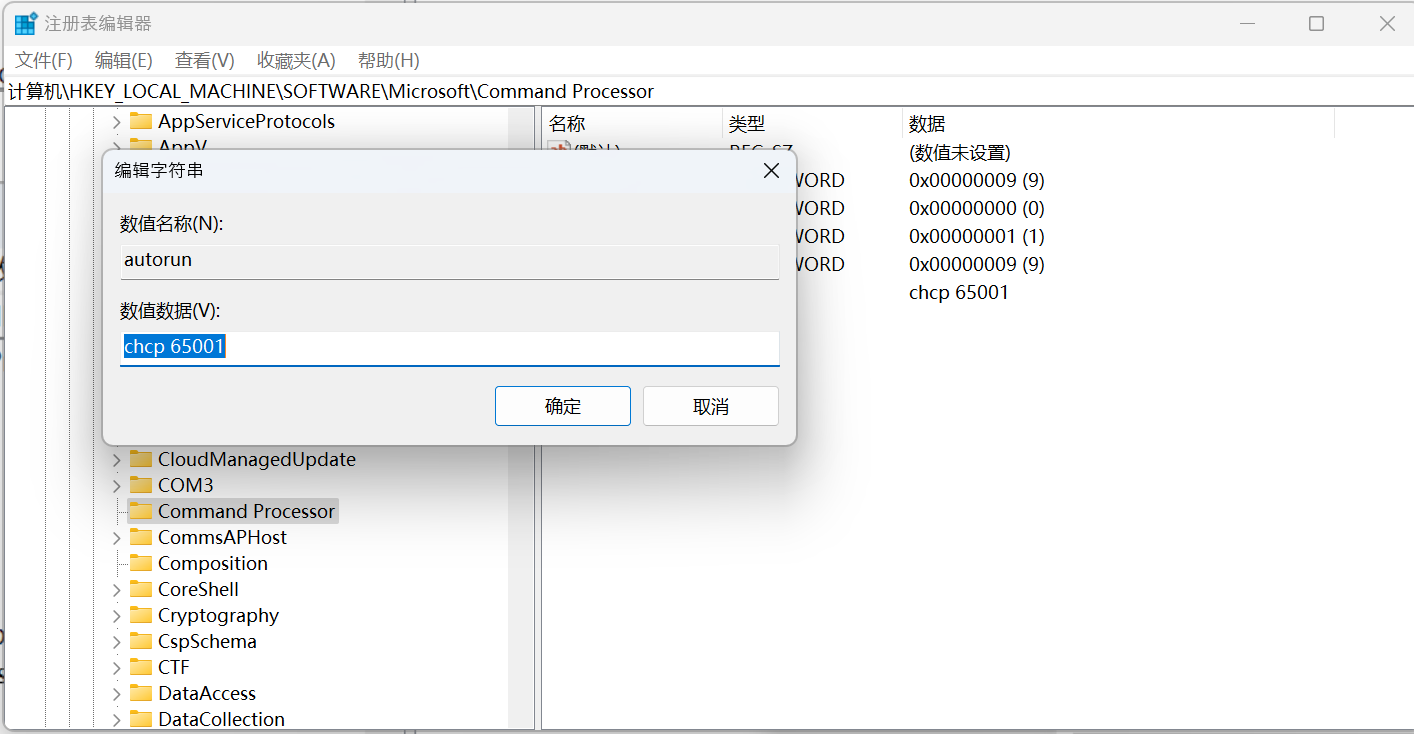 注册表编辑器
文件(F) 编辑(E) 查看(V) 收藏夹(A) 帮助(H)
计算机\HKEY_LOCAL_MACHINE\SOFTWARE\Microsoft\Command Processor
AppServiceProtocols
AppV
CloudManagedUpdate
COM3
Command Processor
CommsAPHost
Composition
CoreShell
Cryptography
CspSchema
CTF
DataAccess
DataCollection
名称 类型 数据
(默认) REG_SZ (数值未设置)
WORD 0x00000009 (9)
WORD 0x00000000 (0)
WORD 0x00000001 (1)
WORD 0x00000009 (9)
chcp 65001
编辑字符串
数值名称(N):
autorun
数值数据(V):
chcp 65001
确定 取消